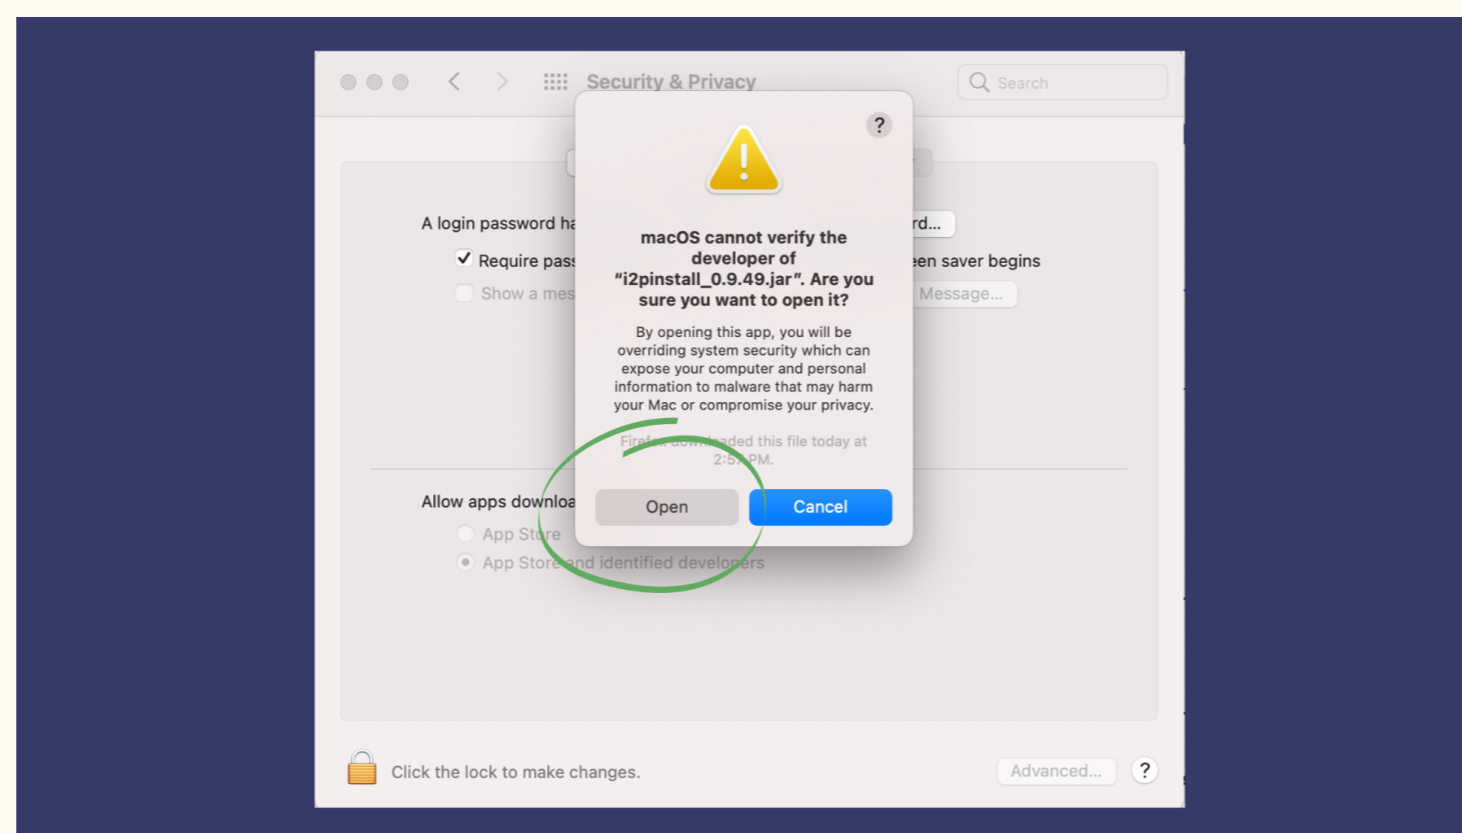 Security & Privacy
Search
?
A login password ha
rd...
macOS cannot verify the
developer of
“i2pinstall_0.9.49.jar”. Are you
sure you want to open it?
Require pass
een saver begins
Show a mes
Message...
By opening this app, you will be
overriding system security which can
expose your computer and personal
information to malware that may harm
your Mac or compromise your privacy.
Firefox downloaded this file today at
2:57 PM.
Allow apps downloa
Open
Cancel
App Store
App Store and identified developers
Click the lock to make changes.
Advanced...
?